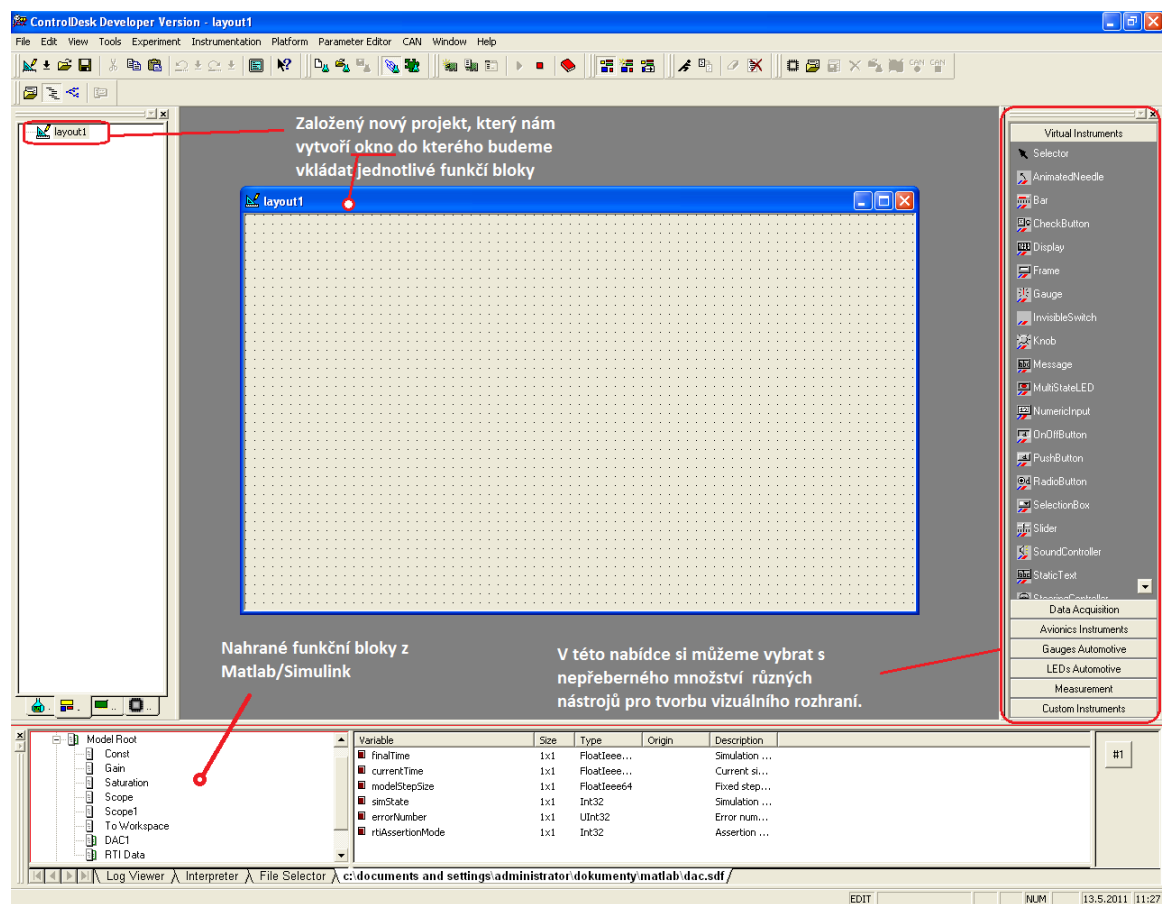 ControlDesk Developer Version - layout1
File Edit View Tools Experiment Instrumentation Platform Parameter Editor CAN Window Help
layout1
Založený nový projekt, který nám
vytvoří okno do kterého budeme
vkládat jednotlivé funkčí bloky
layout1
Virtual Instruments
Selector
AnimatedNeedle
Bar
CheckButton
Display
Frame
Gauge
InvisibleSwitch
Knob
Message
MultiStateLED
NumericInput
OnOffButton
PushButton
RadioButton
SelectionBox
Slider
SoundController
StaticText
SteeringController
Data Acquisition
Avionics Instruments
Gauges Automotive
LEDs Automotive
Measurement
Custom Instruments
Nahrané funkční bloky z
Matlab/Simulink
V této nabídce si můžeme vybrat s
nepřeberného množství různých
nástrojů pro tvorbu vizuálního rozhraní.
Model Root
Const
Gain
Saturation
Scope
Scope1
To Workspace
DAC1
RTI Data
Variable Size Type Origin Description
finalTime 1x1 FloatIeee... Simulation ...
currentTime 1x1 FloatIeee... Current si...
modelStepSize 1x1 FloatIeee64 Fixed step...
simState 1x1 Int32 Simulation ...
errorNumber 1x1 UInt32 Error num...
rtiAssertionMode 1x1 Int32 Assertion ...
#1
Log Viewer Interpreter File Selector c:\documents and settings\administrator\dokumenty\matlab\dac.sdf
EDIT NUM 13.5.2011 11:27